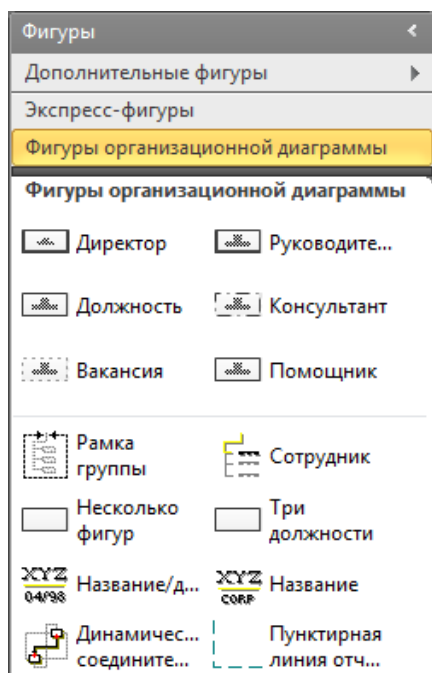 Фигуры
Дополнительные фигуры
Экспресс-фигуры
Фигуры организационной диаграммы
Фигуры организационной диаграммы
Директор
Руководите...
Должность
Консультант
Вакансия
Помощник
Рамка
группы
Сотрудник
Несколько
фигур
Три
должности
XYZ
04/98
Название/д...
XYZ
CORP
Название
Динамичес...
соедините...
Пунктирная
линия отч...